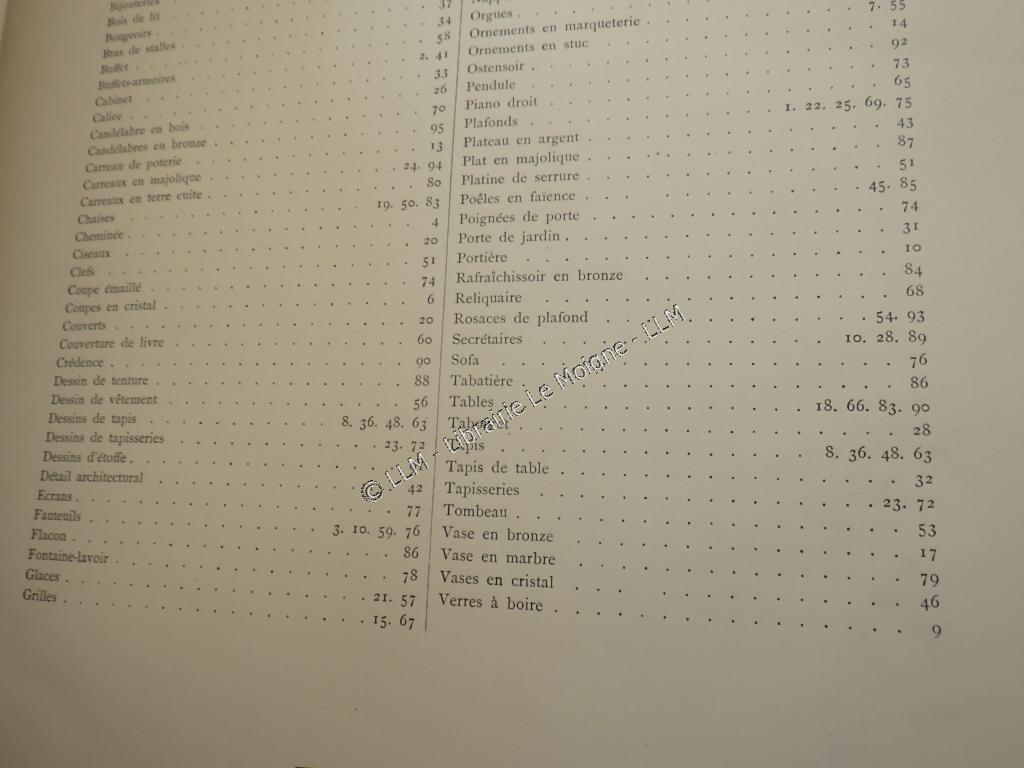 Bijouteries
Bois de lit
Bougeoirs . . . 37
Bras de stalles . . . 34
Buffet . . . 58
Buffets-armoires . . . 2. 41
Cabinet . . . 33
Calice . . . 26
Candélabre en bois . . . 70
Candélabres en bronze . . . 95
Carreau de poterie . . . 13
Carreaux en majolique . . . 24. 94
Carreaux en terre cuite . . . 80
Chaises . . . 19. 50. 83
Cheminée . . . 4
Ciseaux . . . 20
Clefs . . . 51
Coupe émaillé . . . 74
Coupes en cristal . . . 6
Couverts . . . 20
Couverture de livre . . . 60
Crédence . . . 90
Dessin de tenture . . . 88
Dessin de vêtement . . . 56
Dessins de tapis . . . 8. 36. 48. 63
Dessins de tapisseries . . . 23. 72
Dessins d'étoffe . . .
Détail architectural . . . 42
Ecrans . . . 77
Fauteuils . . . 3. 10. 59. 76
Flacon . . . 86
Fontaine-lavoir . . . 78
Glaces . . . 21. 57
Grilles . . . 15. 67
Orgues . . .
Ornements en marqueterie . . . 7. 55
Ornements en stuc . . . 14
Ostensoir . . . 92
Pendule . . . 73
Piano droit . . . 65
Plafonds . . . 1. 22. 25. 69. 75
Plateau en argent . . . 43
Plat en majolique . . . 87
Platine de serrure . . . 51
Poêles en faïence . . . 45. 85
Poignées de porte . . . 74
Porte de jardin . . . 31
Portière . . . 10
Rafraîchissoir en bronze . . . 84
Reliquaire . . . 68
Rosaces de plafond . . . 54. 93
Secrétaires . . . 10. 28. 89
Sofa . . . 76
Tabatière . . . 86
Tables . . . 18. 66. 83. 90
Tabouret . . . 28
Tapis . . . 8. 36. 48. 63
Tapis de table . . . 32
Tapisseries . . . 23. 72
Tombeau . . . 53
Vase en bronze . . . 17
Vase en marbre . . . 79
Vases en cristal . . . 46
Verres à boire . . . 9
© LLM - Librairie Le Moigne - LLM